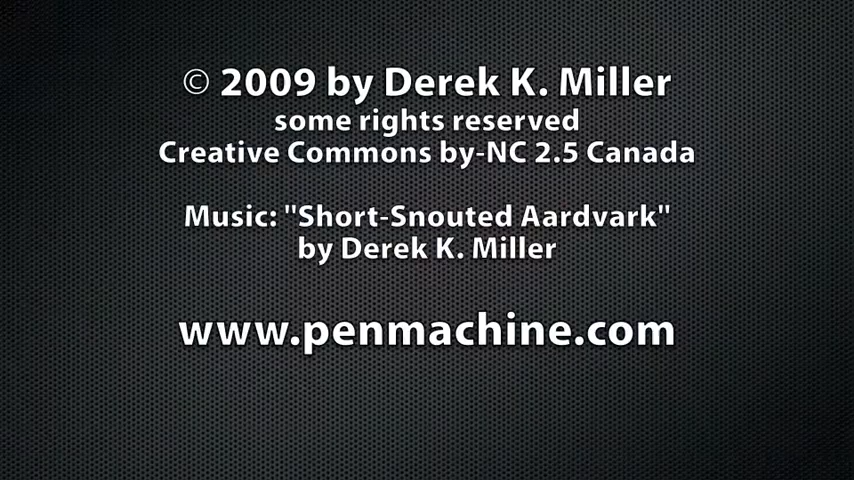 © 2009 by Derek K. Miller
some rights reserved
Creative Commons by-NC 2.5 Canada
Music: "Short-Snouted Aardvark"
by Derek K. Miller
www.penmachine.com